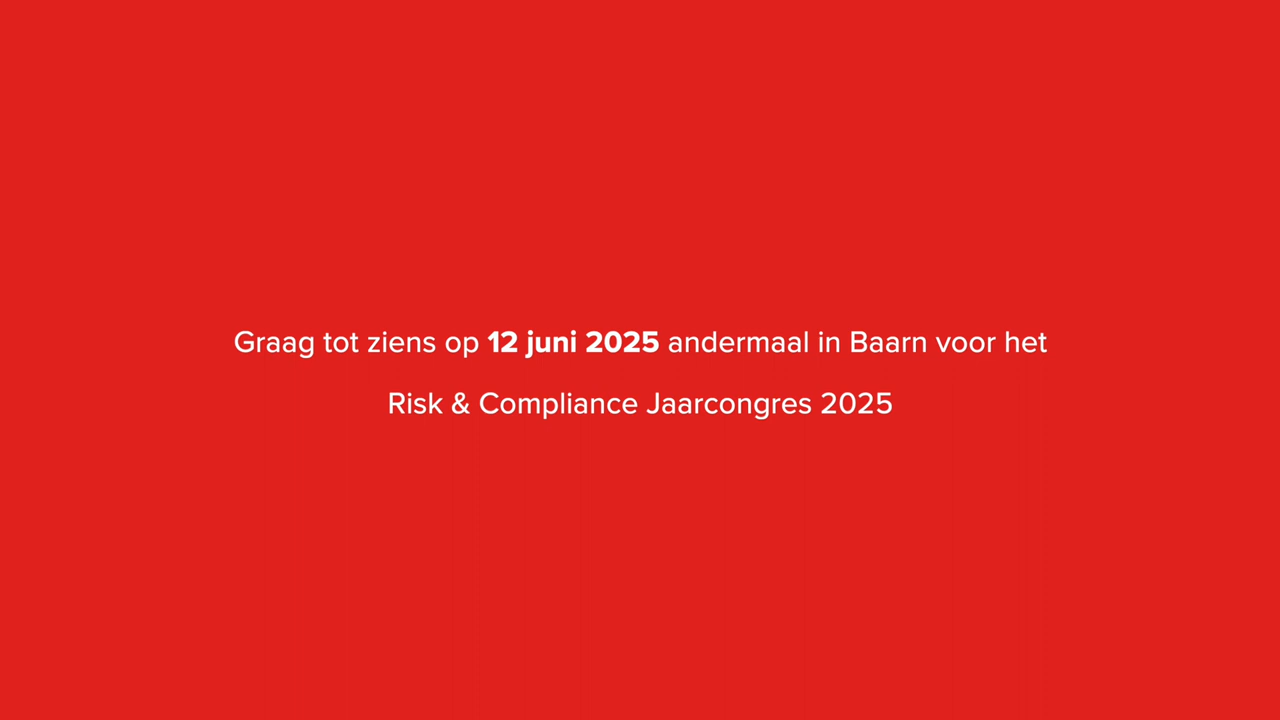 Graag tot ziens op 12 juni 2025 andermaal in Baarn voor het
Risk & Compliance Jaarcongres 2025